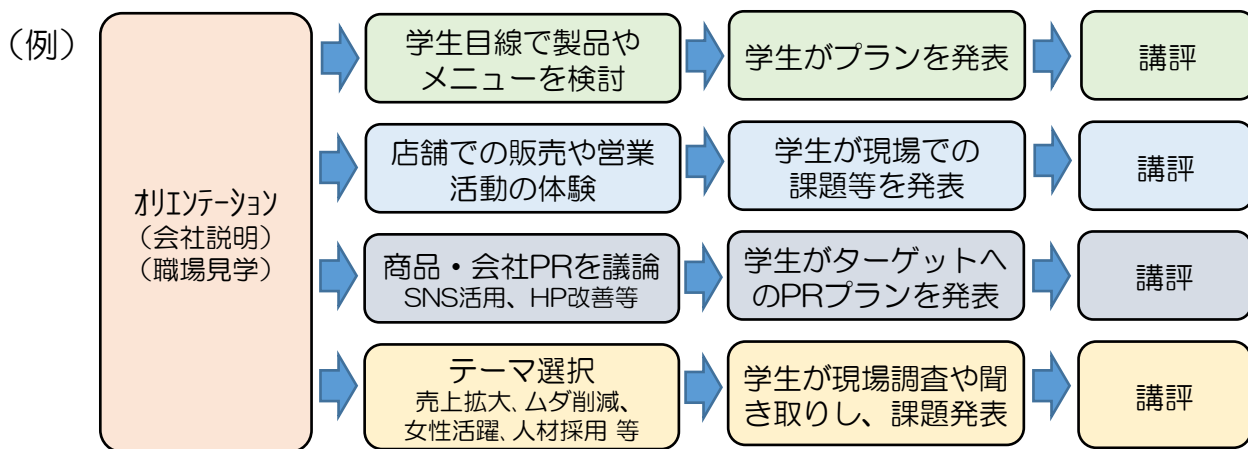 （例）
ｵﾘｴﾝﾃｰｼｮﾝ
（会社説明）
（職場見学）
学生目線で製品や
メニューを検討
学生がプランを発表
講評
店舗での販売や営業
活動の体験
学生が現場での
課題等を発表
講評
商品・会社PRを議論
SNS活用、HP改善等
学生がターゲットへ
のPRプランを発表
講評
テーマ選択
売上拡大、ムダ削減、
女性活躍、人材採用 等
学生が現場調査や聞
き取りし、課題発表
講評